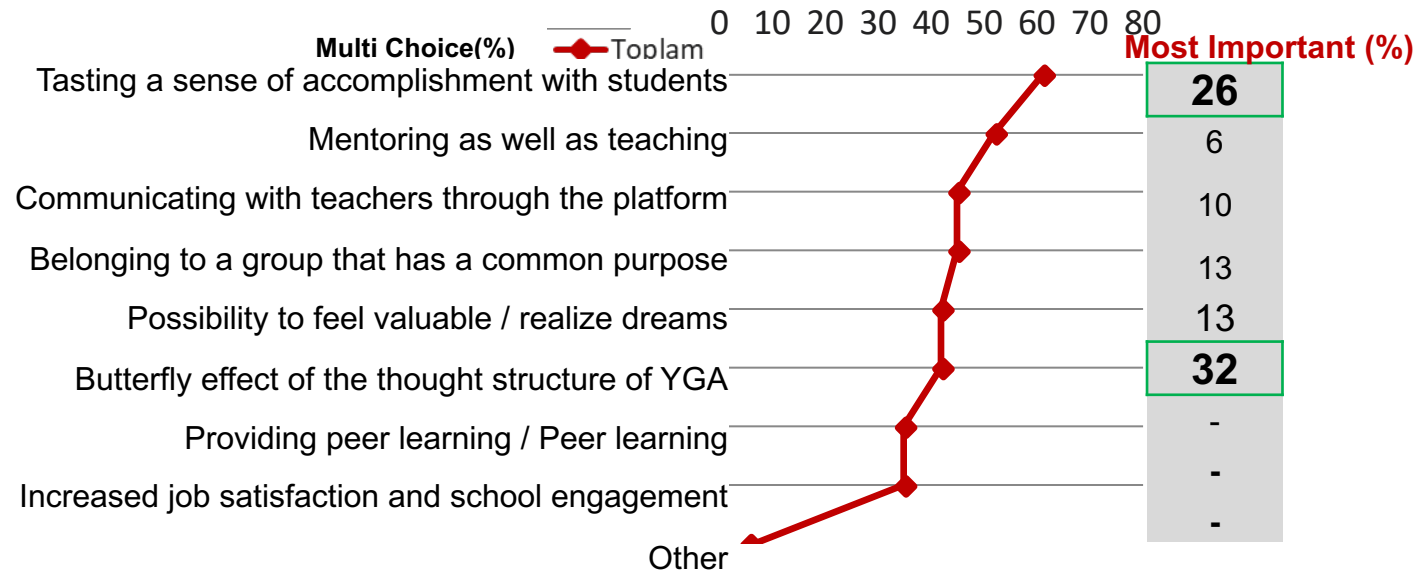 0 10 20 30 40 50 60 70 80
Multi Choice(%) Toplam Most Important (%)
Tasting a sense of accomplishment with students 26
Mentoring as well as teaching 6
Communicating with teachers through the platform 10
Belonging to a group that has a common purpose 13
Possibility to feel valuable / realize dreams 13
Butterfly effect of the thought structure of YGA 32
Providing peer learning / Peer learning -
Increased job satisfaction and school engagement -
Other -